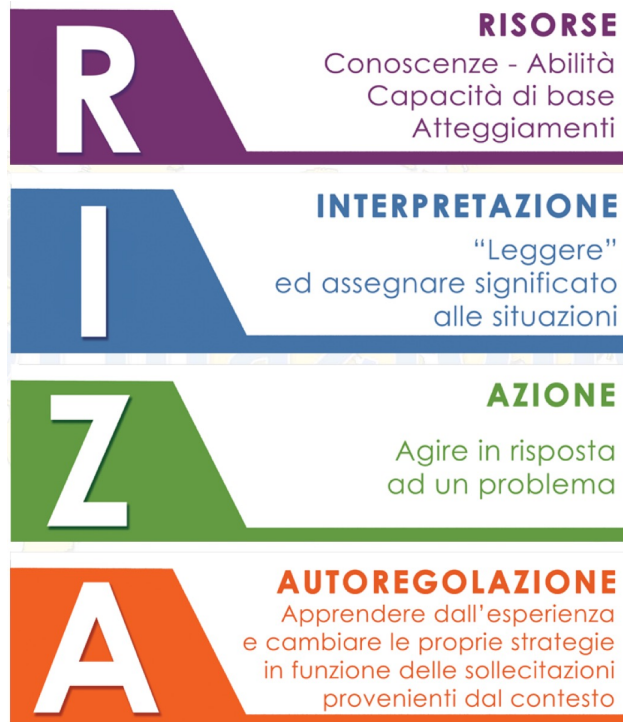 R
RISORSE
Conoscenze - Abilità
Capacità di base
Atteggiamenti
I
INTERPRETAZIONE
“Leggere”
ed assegnare significato
alle situazioni
Z
AZIONE
Agire in risposta
ad un problema
A
AUTOREGOLAZIONE
Apprendere dall’esperienza
e cambiare le proprie strategie
in funzione delle sollecitazioni
provenienti dal contesto